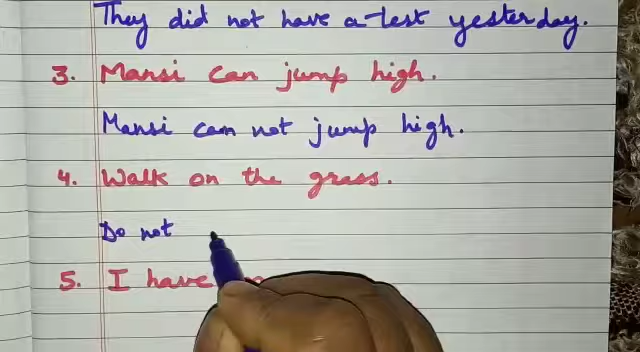 They did not have a test yesterday.
3. Mansi can jump high.
Mansi can not jump high.
4. Walk on the grass.
Do not
5. I have